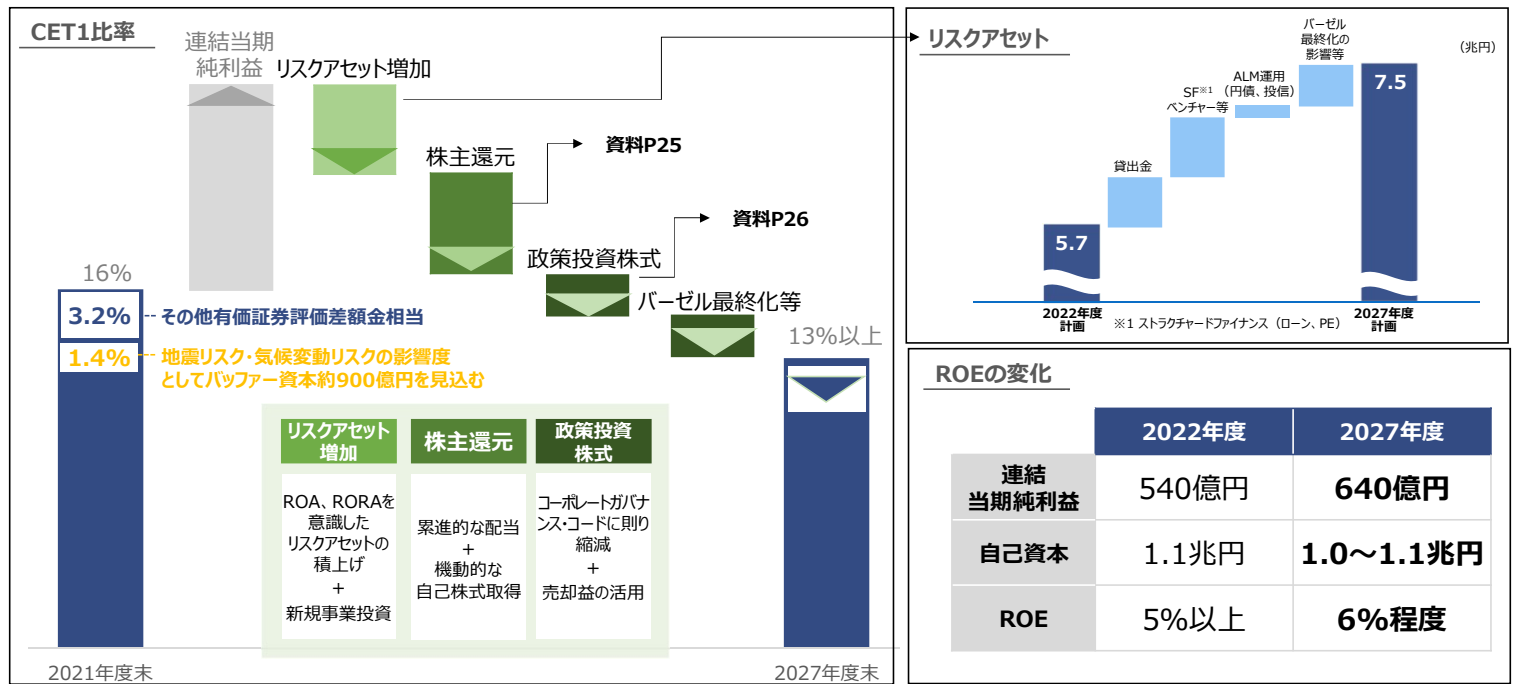 CET1比率
連結当期
純利益
リスクアセット増加
株主還元
資料P25
政策投資株式
資料P26
バーゼル最終化等
16%
3.2%
その他有価証券評価差額金相当
1.4%
地震リスク・気候変動リスクの影響度
としてバッファー資本約900億円を見込む
13%以上
リスクアセット
増加
ROA、RORAを
意識した
リスクアセットの
積上げ
+
新規事業投資
株主還元
累進的な配当
+
機動的な
自己株式取得
政策投資
株式
コーポレートガバナ
ンス・コードに則り
縮減
+
売却益の活用
2021年度末
2027年度末
リスクアセット
(兆円)
5.7
貸出金
SF※1
ベンチャー等
ALM運用
(円債、投信)
バーゼル
最終化の
影響等
7.5
2022年度
計画
※1 ストラクチャードファイナンス(ローン、PE)
2027年度
計画
ROEの変化
2022年度
2027年度
連結
当期純利益
540億円
640億円
自己資本
1.1兆円
1.0~1.1兆円
ROE
5%以上
6%程度